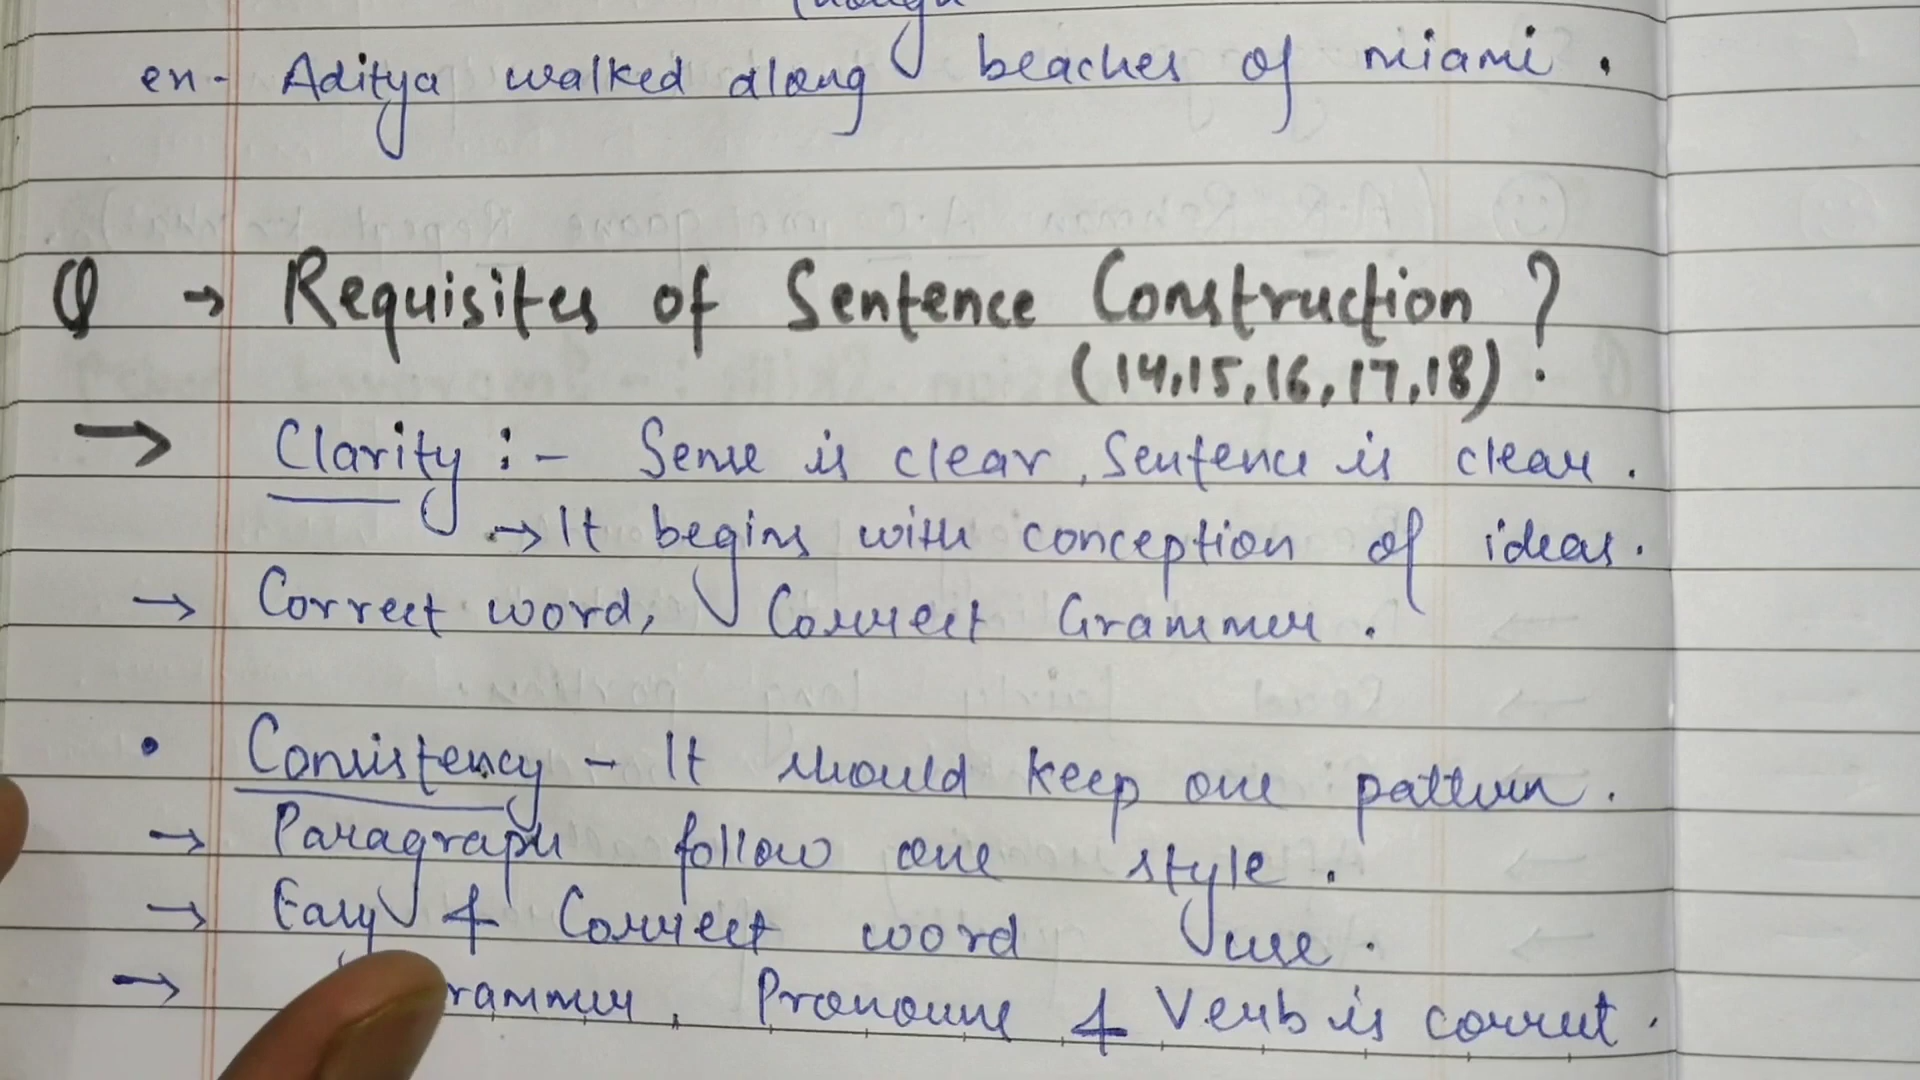 ex- Aditya walked along beaches of miami .
Q → Requisites of Sentence Construction ?
(14,15,16,17,18) .
→ Clarity :- Sense is clear, Sentence is clear .
→ It begins with conception of ideas .
→ Correct word, Correct Grammer .
• Consistency - It should keep one pattern .
→ Paragraph follow one style .
→ Easy & Correct word use .
→ rammer , Pronoune & Verb is correct .